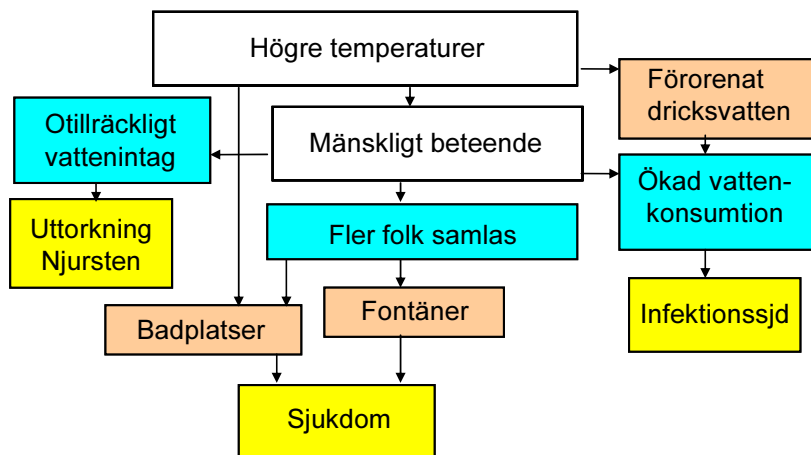 Högre temperaturer
Förorenat
dricksvatten
Otillräckligt
vattenintag
Mänskligt beteende
Ökad vatten-
konsumtion
Uttorkning
Njursten
Fler folk samlas
Badplatser
Fontäner
Infektionssjd
Sjukdom